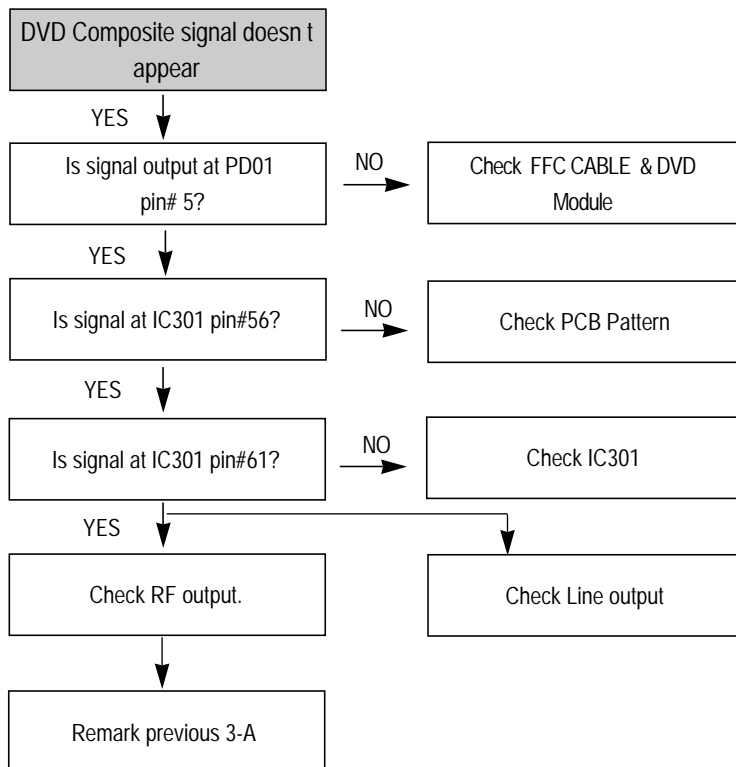 DVD Composite signal doesn t
appear
YES
Is signal output at PD01
pin# 5?
NO
Check FFC CABLE & DVD
Module
YES
Is signal at IC301 pin#56?
NO
Check PCB Pattern
YES
Is signal at IC301 pin#61?
NO
Check IC301
YES
Check RF output.
Check Line output
Remark previous 3-A